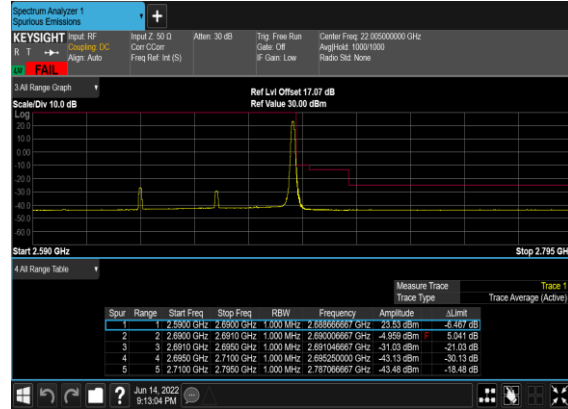 Spectrum Analyzer 1
Spurious Emissions
KEYSIGHT Input: RF Input Z: 50 Ω Atten: 30 dB Trig: Free Run Center Freq: 22.005000000 GHz
R T Coupling: DC Corr CCorr Gate: Off Avg|Hold: 1000/1000
Align: Auto Freq Ref: Int (S) IF Gain: Low Radio Std: None
FAIL
3 All Range Graph
Ref Lvl Offset 17.07 dB
Scale/Div 10.0 dB Ref Value 30.00 dBm
Log
20.0
10.0
0.00
-10.0
-20.0
-30.0
-40.0
-50.0
-60.0
Start 2.590 GHz Stop 2.795 GH
4 All Range Table
Measure Trace Trace 1
Trace Type Trace Average (Active)
Spur Range Start Freq Stop Freq RBW Frequency Amplitude ΔLimit
1 1 2.5900 GHz 2.6900 GHz 1.000 MHz 2.688666667 GHz 23.53 dBm -6.467 dB
2 2 2.6900 GHz 2.6910 GHz 1.000 MHz 2.690006667 GHz -4.959 dBm F 5.041 dB
3 3 2.6910 GHz 2.6950 GHz 1.000 MHz 2.691046667 GHz -31.03 dBm -21.03 dB
4 4 2.6950 GHz 2.7100 GHz 1.000 MHz 2.695250000 GHz -43.13 dBm -30.13 dB
5 5 2.7100 GHz 2.7950 GHz 1.000 MHz 2.787066667 GHz -43.48 dBm -18.48 dB
Jun 14, 2022
9:13:04 PM